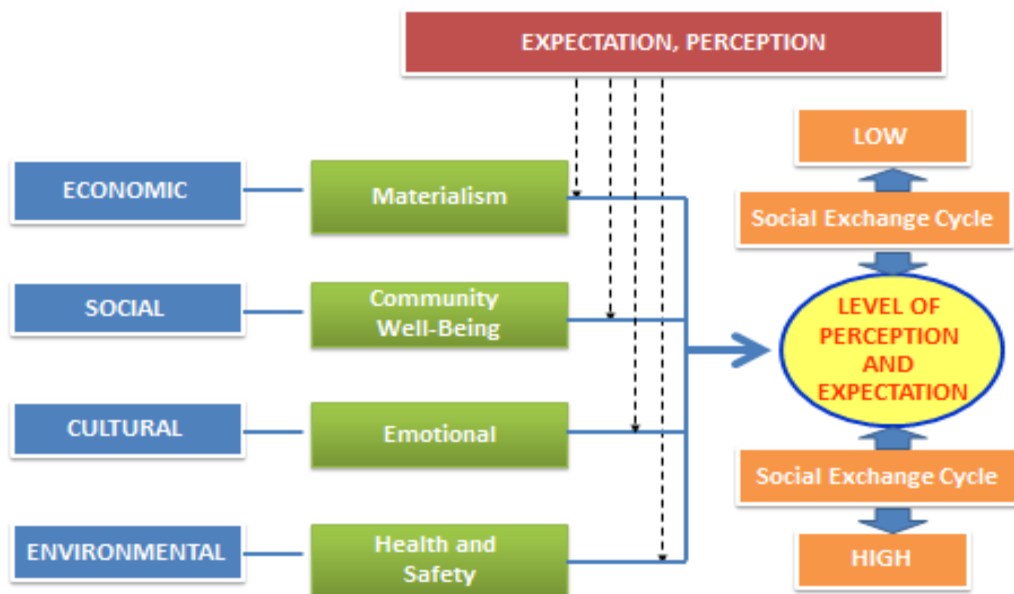 EXPECTATION, PERCEPTION
LOW
ECONOMIC
Materialism
Social Exchange Cycle
SOCIAL
Community
Well-Being
LEVEL OF
PERCEPTION
AND
EXPECTATION
CULTURAL
Emotional
Social Exchange Cycle
ENVIRONMENTAL
Health and
Safety
HIGH